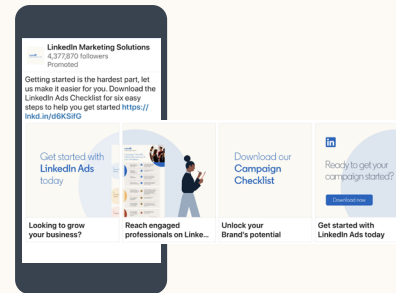 LinkedIn Marketing Solutions
4,377,870 followers
Promoted
Getting started is the hardest part, let
us make it easier for you. Download the
LinkedIn Ads Checklist for six easy
steps to help you get started https://
lnkd.in/d6KSifG
Get started with
LinkedIn Ads
today
Looking to grow
your business?
Reach engaged
professionals on Linke...
Download our
Campaign
Checklist
Unlock your
Brand's potential
in
Ready to get your
campaign started?
Download now
Get started with
LinkedIn Ads today